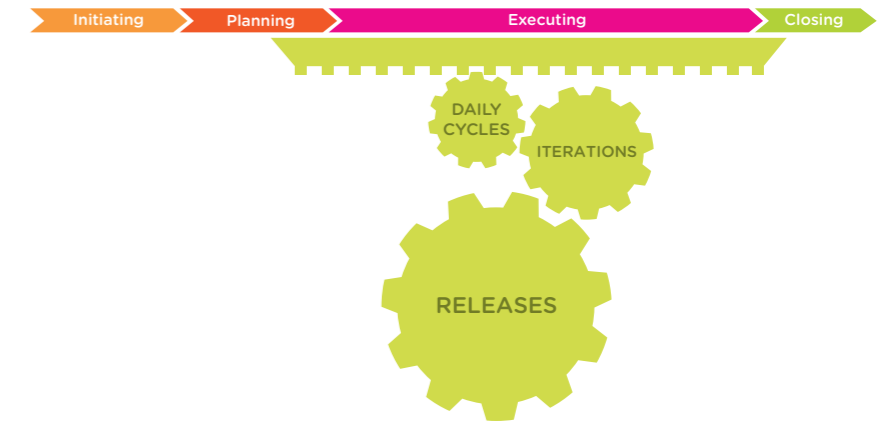 Initiating
Planning
Executing
Closing
DAILY
CYCLES
ITERATIONS
RELEASES